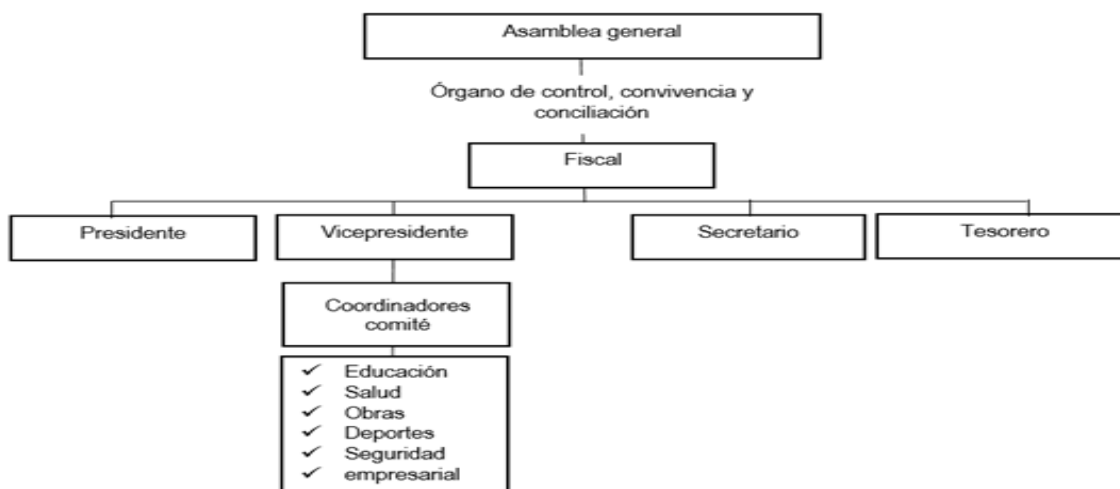 Asamblea general
Órgano de control, convivencia y
conciliación
Fiscal
Presidente
Vicepresidente
Secretario
Tesorero
Coordinadores
comité
✓ Educación
✓ Salud
✓ Obras
✓ Deportes
✓ Seguridad
✓ empresarial